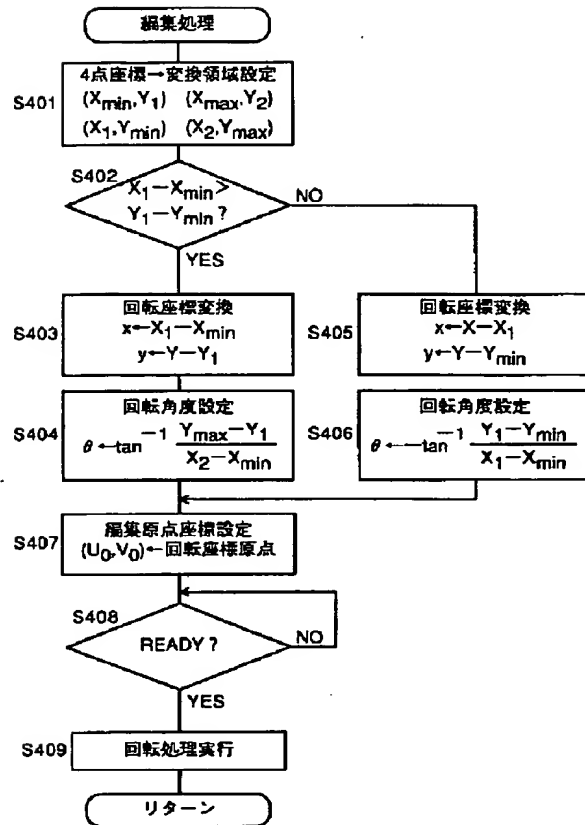 編集処理
S401
4点座標→変換領域設定
(Xmin,Y1) (Xmax,Y2)
(X1,Ymin) (X2,Ymax)
S402
X1−Xmin>
Y1−Ymin?
NO
YES
S403
回転座標変換
x←X1−Xmin
y←Y−Y1
S405
回転座標変換
x←X−X1
y←Y−Ymin
S404
回転角度設定
θ←tan−1 Ymax−Y1
X2−Xmin
S406
回転角度設定
θ←−tan−1 Y1−Ymin
X1−Xmin
S407
編集原点座標設定
(U0,V0)←回転座標原点
S408
READY?
NO
YES
S409
回転処理実行
リターン